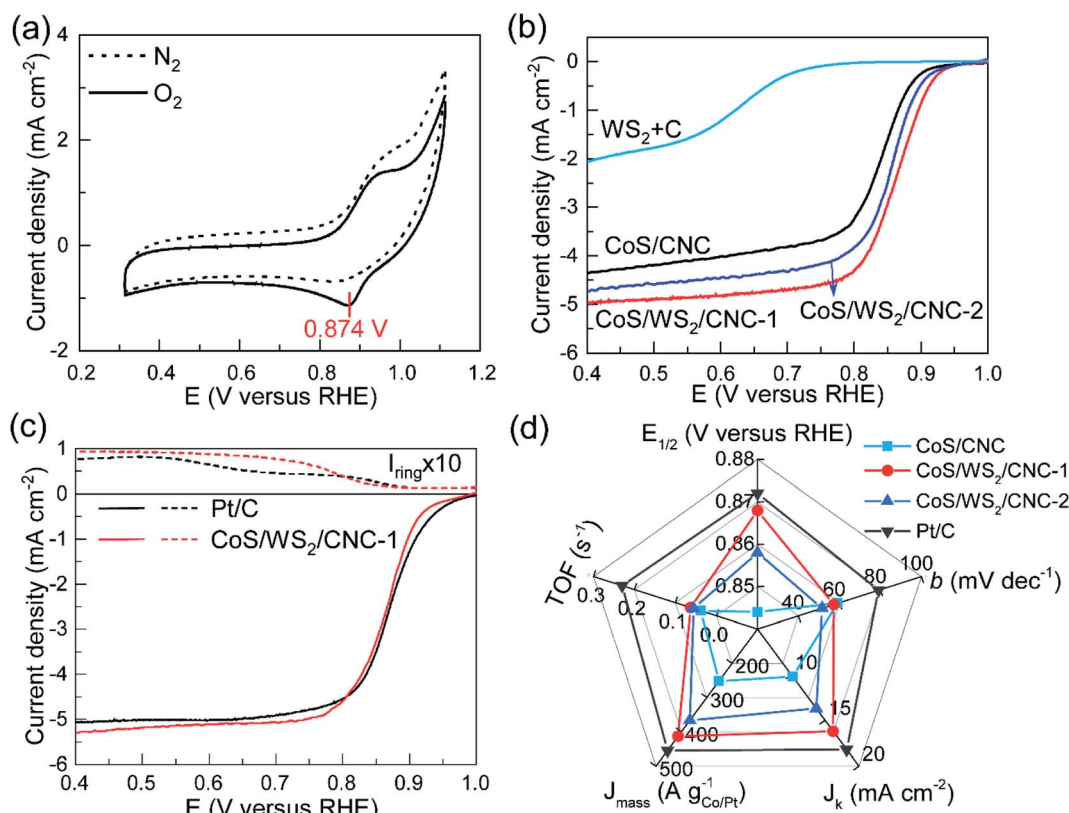 (a)
N₂
O₂
Current density (mA cm⁻²)
4
2
0
-2
0.874 V
0.2 0.4 0.6 0.8 1.0 1.2
E (V versus RHE)
(b)
Current density (mA cm⁻²)
0
-1
-2
-3
-4
-5
-6
WS₂+C
CoS/CNC
CoS/WS₂/CNC-1
CoS/WS₂/CNC-2
0.4 0.5 0.6 0.7 0.8 0.9 1.0
E (V versus RHE)
(c)
Current density (mA cm⁻²)
1
0
-1
-2
-3
-4
-5
-6
I_ring x10
Pt/C
CoS/WS₂/CNC-1
0.4 0.5 0.6 0.7 0.8 0.9 1.0
E (V versus RHE)
(d)
E₁/₂ (V versus RHE)
0.88
0.87
0.86
0.85
CoS/CNC
CoS/WS₂/CNC-1
CoS/WS₂/CNC-2
Pt/C
b (mV dec⁻¹)
40 60 80 100
TOF (s⁻¹)
0.3 0.2 0.1 0.0
200
300
400
500
J_mass (A g⁻¹_Co/Pt)
10
15
20
J_k (mA cm⁻²)